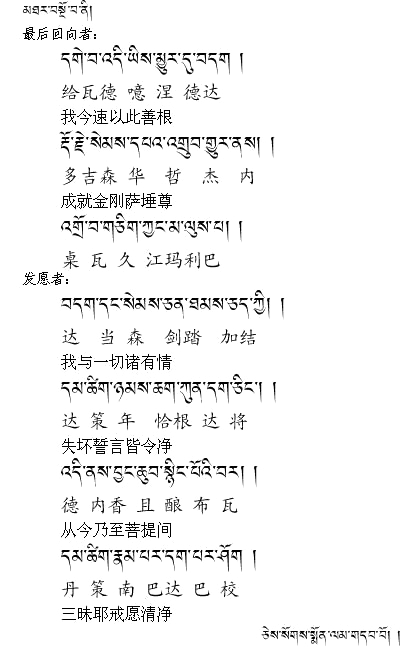 མཐར་བསྔོ་བ་ནི།
最后回向者：
དགེ་བ་འདི་ཡིས་མྱུར་དུ་བདག །
给瓦德 噫 涅 德达
我今速以此善根
རྡོ་རྗེ་སེམས་དཔའ་འགྲུབ་གྱུར་ནས། །
多吉森 华 哲 杰 内
成就金刚萨埵尊
འགྲོ་བ་གཅིག་ཀྱང་མ་ལུས་པ། །
桌 瓦 久 江玛利巴
发愿者：
བདག་དང་སེམས་ཅན་ཐམས་ཅད་ཀྱི། །
达 当 森 剑踏 加结
我与一切诸有情
དམ་ཚིག་ཉམས་ཆག་ཀུན་དག་ཅིང་། །
达 策 年 恰根 达 将
失坏誓言皆令净
འདི་ནས་བྱང་ཆུབ་སྙིང་པོའི་བར། །
德 内香 且 酿 布 瓦
从今乃至菩提间
དམ་ཚིག་རྣམ་པར་དག་པར་ཤོག །
丹 策 南 巴达 巴 校
三昧耶戒愿清净
ཅེས་སོགས་སྨོན་ལམ་གདབ་བོ། །